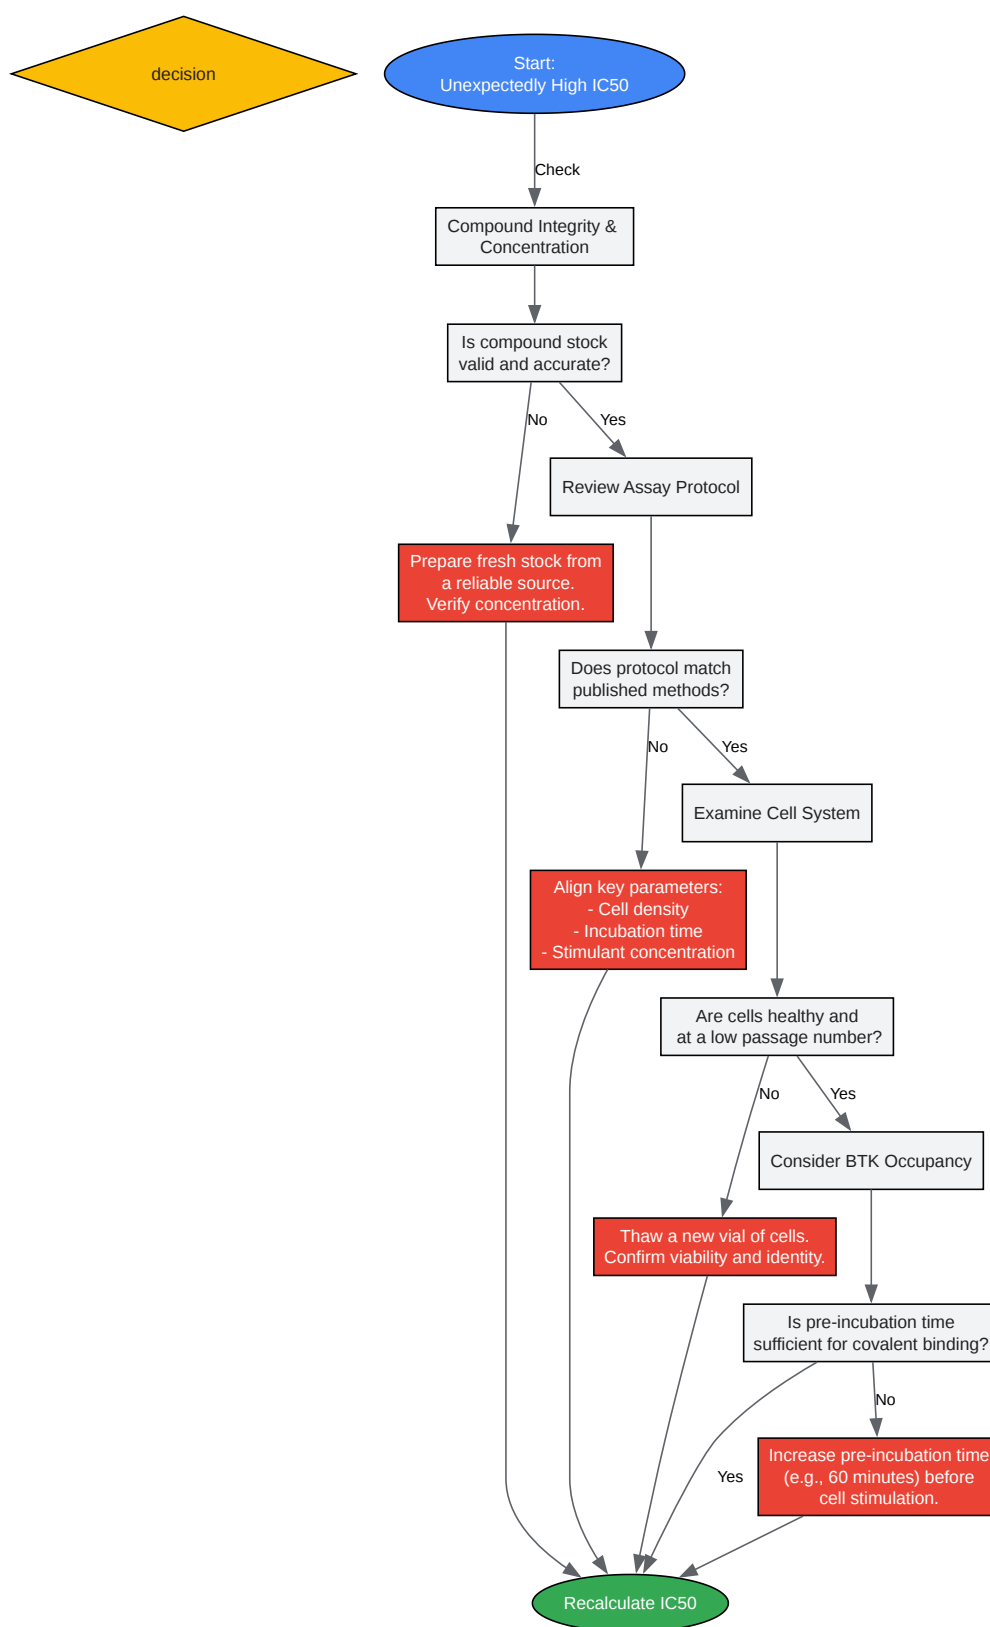 decision
Start:
Unexpectedly High IC50
Check
Compound Integrity &
Concentration
Is compound stock
valid and accurate?
No
Yes
Review Assay Protocol
Prepare fresh stock from
a reliable source.
Verify concentration.
Does protocol match
published methods?
No
Yes
Examine Cell System
Align key parameters:
- Cell density
- Incubation time
- Stimulant concentration
Are cells healthy and
at a low passage number?
No
Yes
Consider BTK Occupancy
Thaw a new vial of cells.
Confirm viability and identity.
Is pre-incubation time
sufficient for covalent binding?
No
Yes
Increase pre-incubation time
(e.g., 60 minutes) before
cell stimulation.
Recalculate IC50